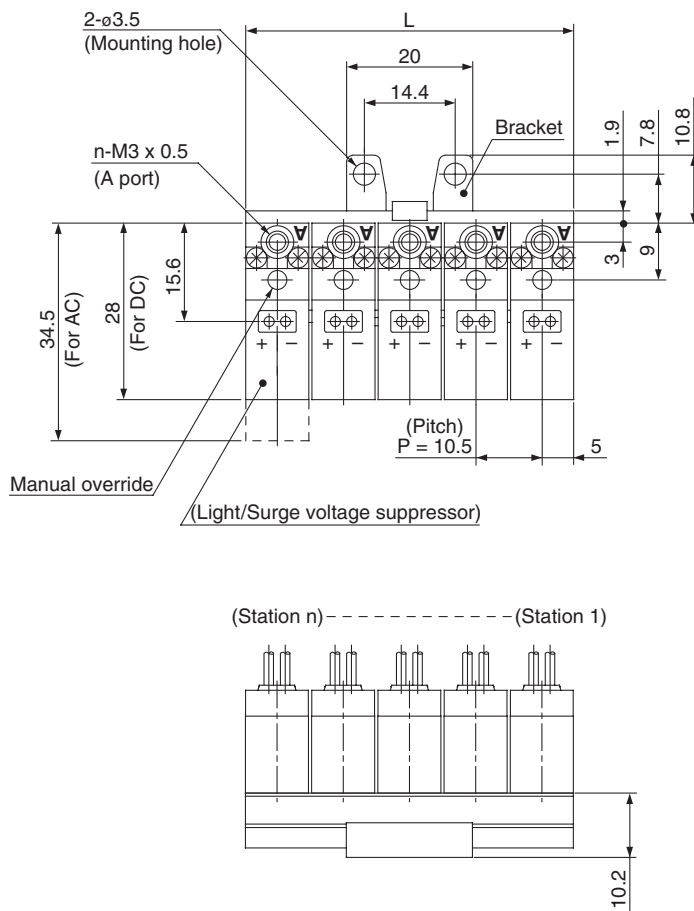 L
2-ø3.5
(Mounting hole)
20
14.4
Bracket
1.9
7.8
10.8
n-M3 x 0.5
(A port)
A A A A A
3
9
15.6
28
(For DC)
34.5
(For AC)
+ − + − + − + − + −
(Pitch)
P = 10.5
5
Manual override
(Light/Surge voltage suppressor)
(Station n)
(Station 1)
10.2